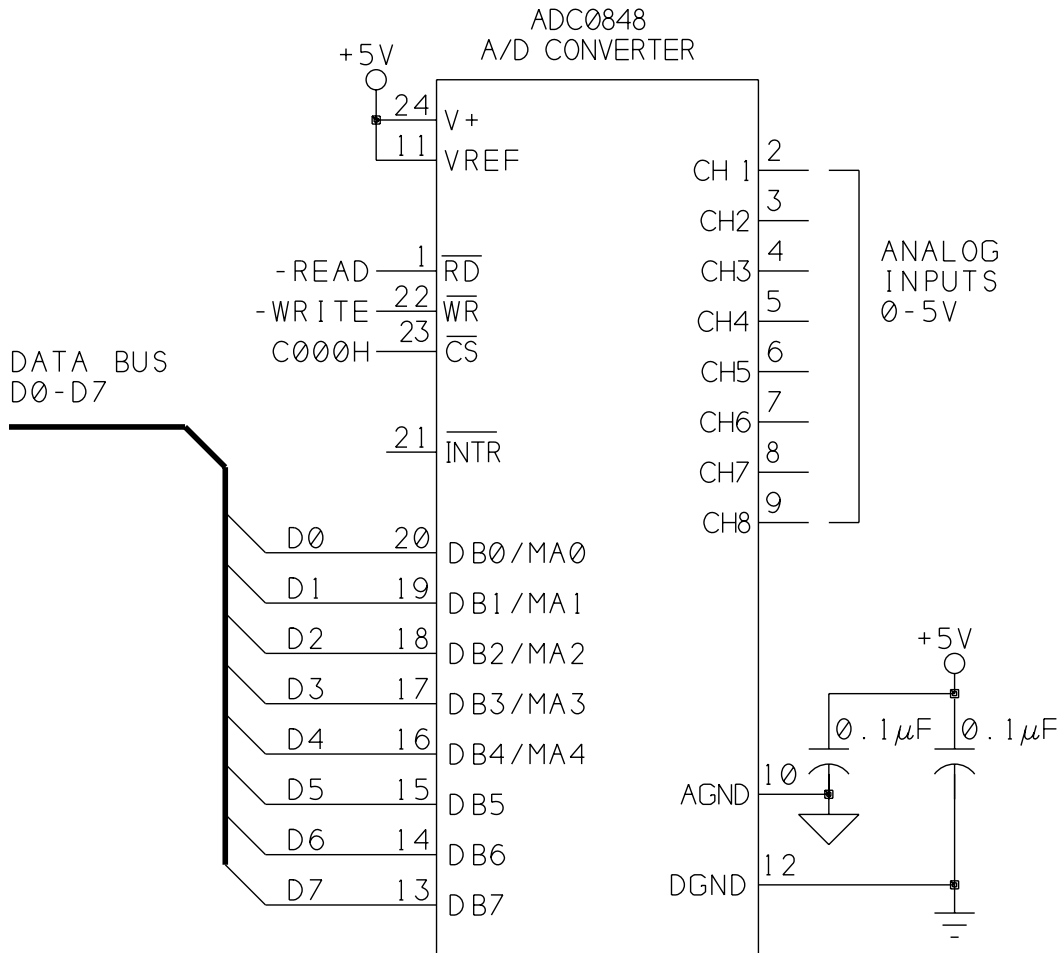 ADC0848
A/D CONVERTER
+5V
24 V+
11 VREF
-READ 1 RD
-WRITE 22 WR
C000H 23 CS
21 INTR
DATA BUS
D0-D7
D0 20 DB0/MA0
D1 19 DB1/MA1
D2 18 DB2/MA2
D3 17 DB3/MA3
D4 16 DB4/MA4
D5 15 DB5
D6 14 DB6
D7 13 DB7
CH 1 2
CH2 3
CH3 4
CH4 5
CH5 6
CH6 7
CH7 8
CH8 9
ANALOG
INPUTS
0-5V
+5V
0.1µF 0.1µF
AGND 10
DGND 12